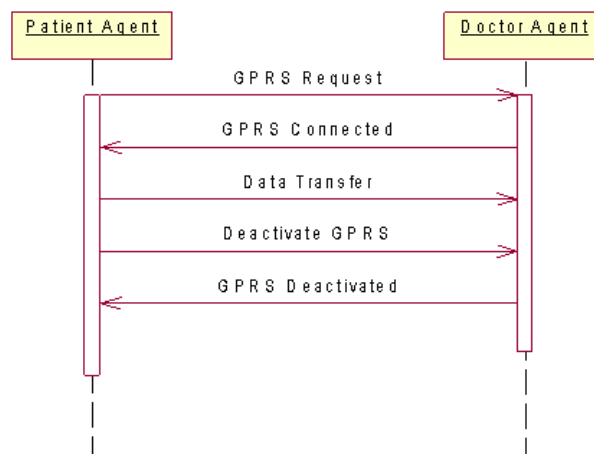 Patient Agent
Doctor Agent
GPRS Request
GPRS Connected
Data Transfer
Deactivate GPRS
GPRS Deactivated